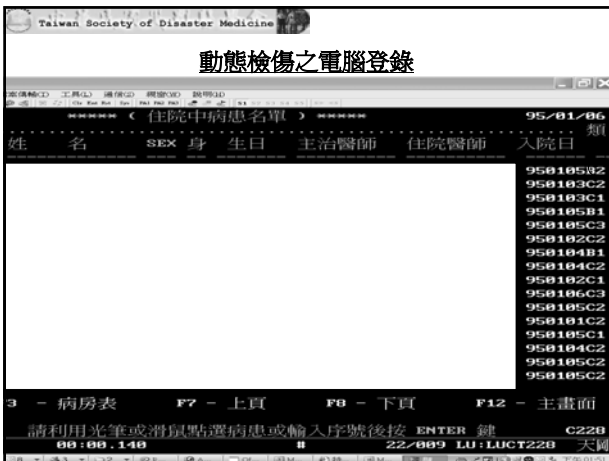 Taiwan Society of Disaster Medicine
動態檢傷之電腦登錄
***** ( 住院中病患名單 ) ***** 95/01/06
類
姓 名 SEX 身 生日 主治醫師 住院醫師 入院日
950105B2
950103C2
950103C1
950105B1
950105C3
950102C2
950104B1
950104C2
950102C1
950106C3
950105C2
950101C2
950105C1
950104C2
950105C2
950105C2
3 - 病房表 F7 - 上頁 F8 - 下頁 F12 - 主畫面
請利用光筆或滑鼠點選病患或輸入序號後按 ENTER 鍵 C228
00:00.140 # 22/009 LU:LUCT228